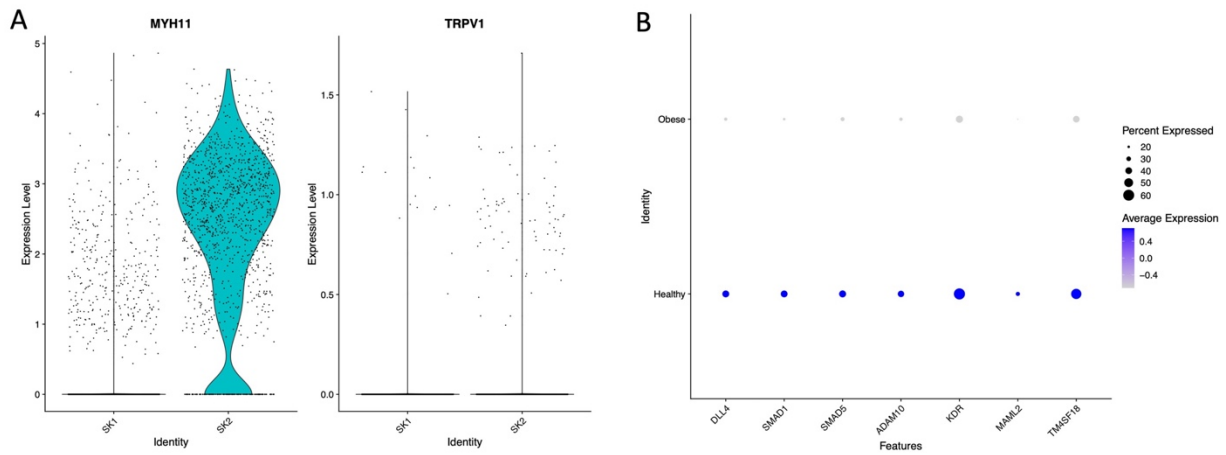 A
MYH11
TRPV1
Expression Level
5
4
3
2
1
0
SK1
SK2
Identity
Expression Level
1.5
1.0
0.5
0.0
SK1
SK2
Identity
B
Identity
Obese
Healthy
DLL4
SMAD1
SMAD5
ADAM10
KDR
MAML2
TM4SF18
Features
Percent Expressed
20
30
40
50
60
Average Expression
0.4
0.0
−0.4